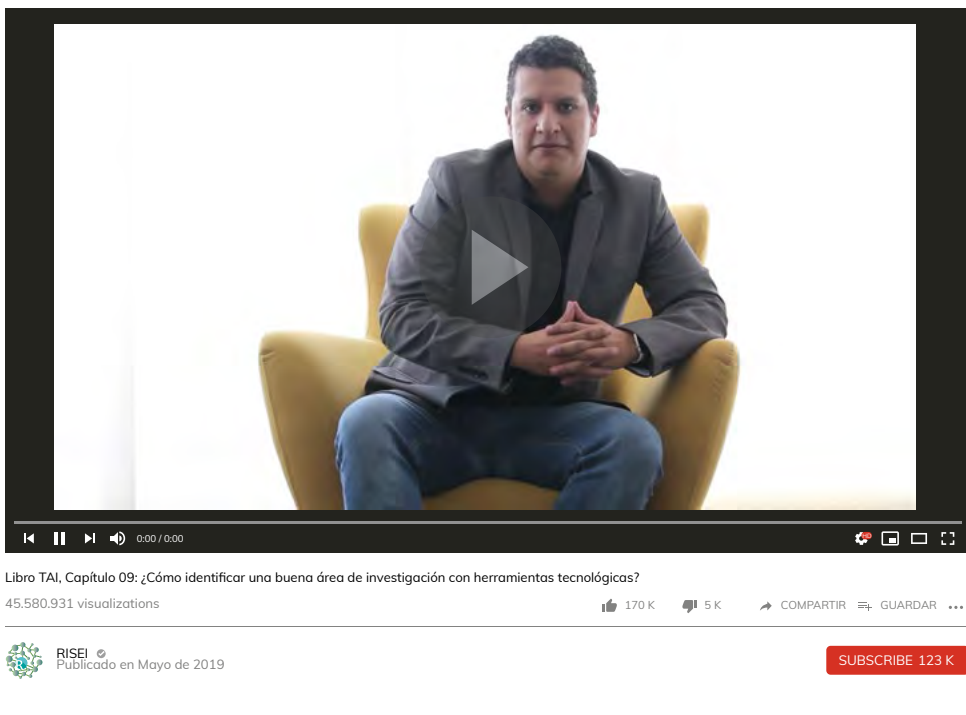 0:00 / 0:00
HD
Libro TAI, Capítulo 09: ¿Cómo identificar una buena área de investigación con herramientas tecnológicas?
45.580.931 visualizations
170 K
5 K
COMPARTIR
GUARDAR
RISEI
Publicado en Mayo de 2019
R
SUBSCRIBE 123 K